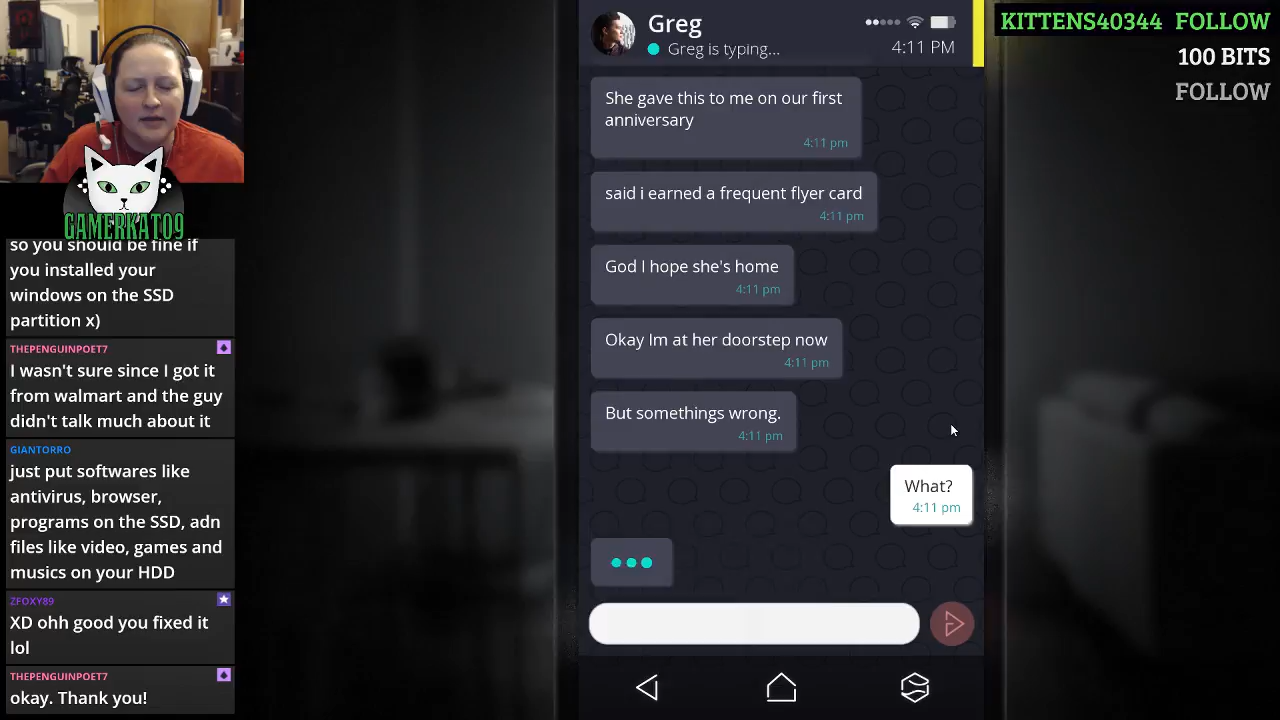 GAMERKAT09
so you should be fine if
you installed your
windows on the SSD
partition x)
THEPENGUINPOET7
I wasn't sure since I got it
from walmart and the guy
didn't talk much about it
GIANTORRO
just put softwares like
antivirus, browser,
programs on the SSD, adn
files like video, games and
musics on your HDD
ZFOXY89
XD ohh good you fixed it
lol
THEPENGUINPOET7
okay. Thank you!
Greg
Greg is typing...
4:11 PM
She gave this to me on our first
anniversary
4:11 pm
said i earned a frequent flyer card
4:11 pm
God I hope she's home
4:11 pm
Okay Im at her doorstep now
4:11 pm
But somethings wrong.
4:11 pm
What?
4:11 pm
KITTENS40344 FOLLOW
100 BITS
FOLLOW